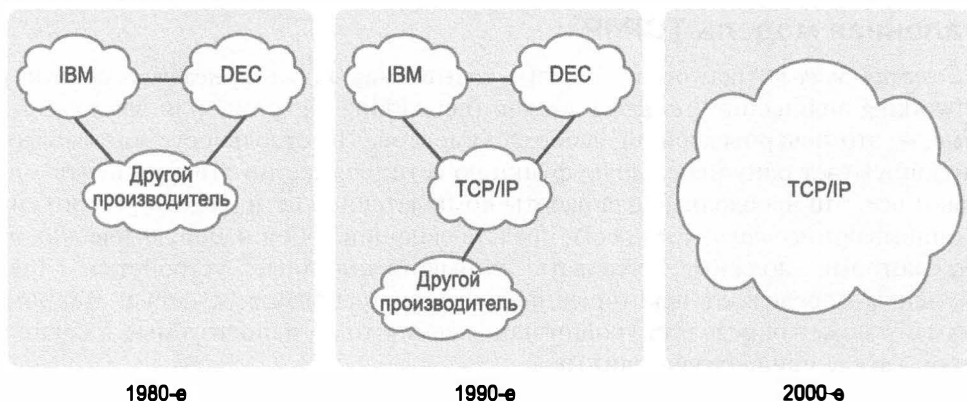 IBM
DEC
Другой
производитель
1980-е
IBM
DEC
TCP/IP
Другой
производитель
1990-е
TCP/IP
2000-е